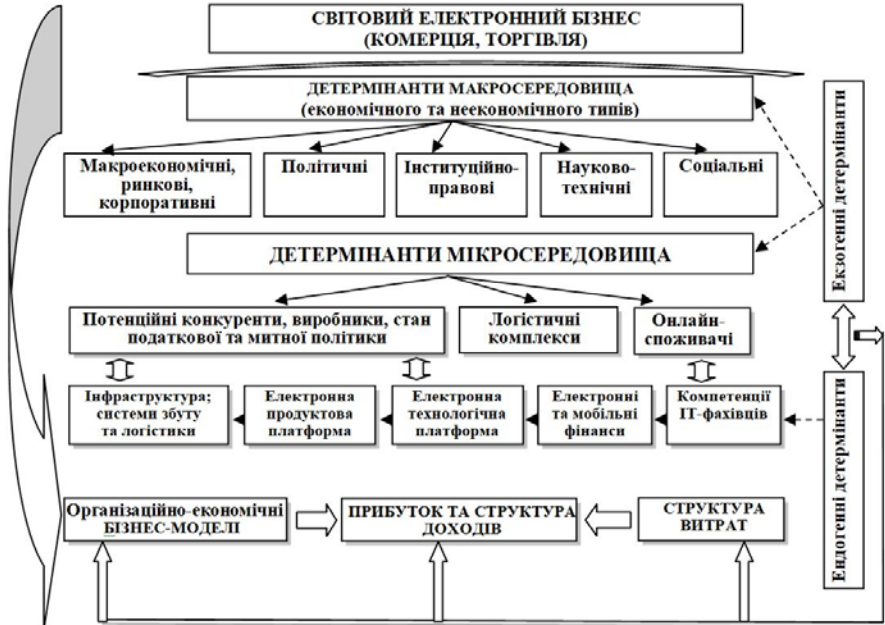 СВІТОВИЙ ЕЛЕКТРОННИЙ БІЗНЕС
(КОМЕРЦІЯ, ТОРГІВЛЯ)
ДЕТЕРМІНАНТИ МАКРОСЕРЕДОВИЩА
(економічного та неекономічного типів)
Макроекономічні,
ринкові,
корпоративні
Політичні
Інституційно-
правові
Науково-
технічні
Соціальні
Екзогенні детермінанти
ДЕТЕРМІНАНТИ МІКРОСЕРЕДОВИЩА
Потенційні конкуренти, виробники, стан
податкової та митної політики
Логістичні
комплекси
Онлайн-
споживачі
Інфраструктура;
системи збуту
та логістики
Електронна
продуктова
платформа
Електронна
технологічна
платформа
Електронні
та мобільні
фінанси
Компетенції
ІТ-фахівців
Ендогенні детермінанти
Організаційно-економічні
БІЗНЕС-МОДЕЛІ
ПРИБУТОК ТА СТРУКТУРА
ДОХОДІВ
СТРУКТУРА
ВИТРАТ